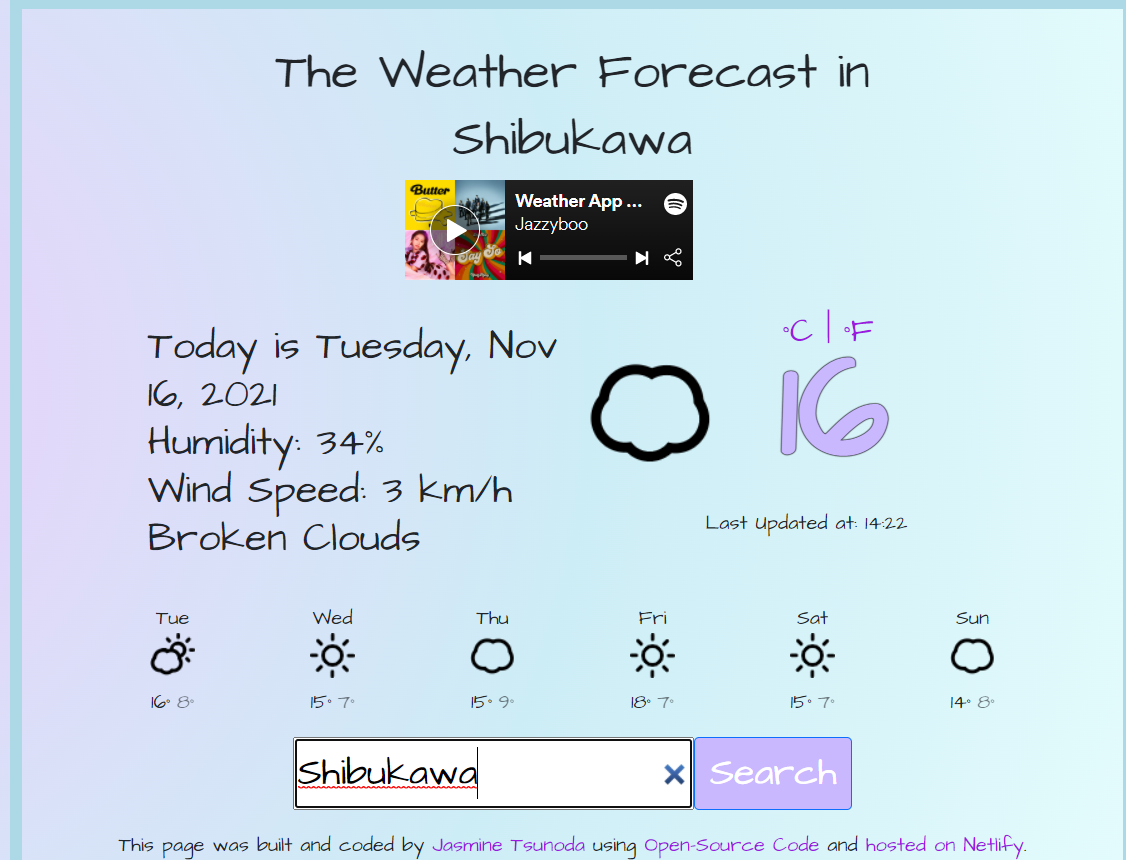 The Weather Forecast in
Shibukawa
Butter
Weather App ...
Jazzyboo
Say So
°C | °F
Today is Tuesday, Nov
16, 2021
Humidity: 34%
Wind Speed: 3 km/h
Broken Clouds
16
Last Updated at: 14:22
Tue Wed Thu Fri Sat Sun
16° 8° 15° 7° 15° 9° 18° 7° 15° 7° 14° 8°
Shibukawa
Search
This page was built and coded by Jasmine Tsunoda using Open-Source Code and hosted on Netlify.